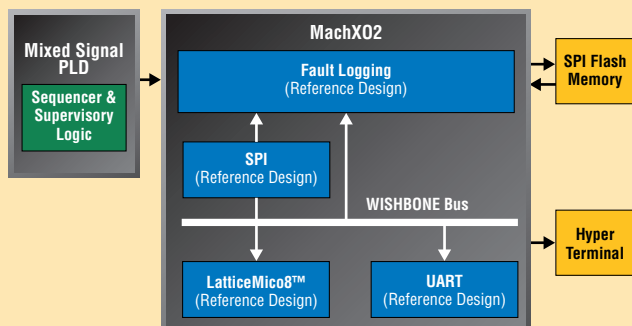 MachXO2
Mixed Signal
PLD
Sequencer &
Supervisory
Logic
Fault Logging
(Reference Design)
SPI Flash
Memory
SPI
(Reference Design)
WISHBONE Bus
LatticeMico8™
(Reference Design)
UART
(Reference Design)
Hyper
Terminal